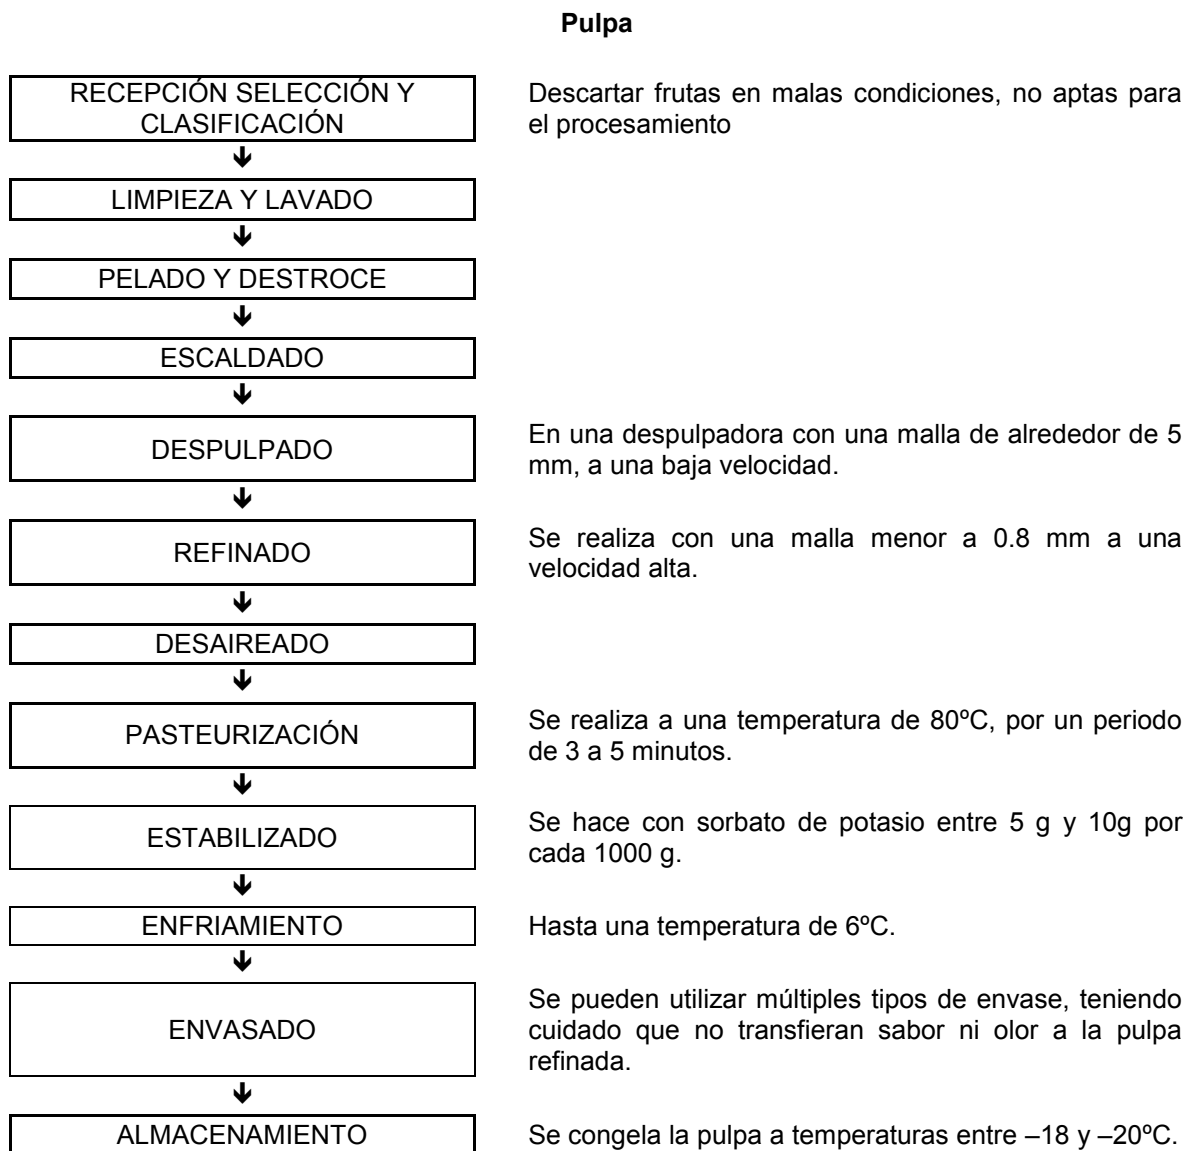 Pulpa
RECEPCIÓN SELECCIÓN Y
CLASIFICACIÓN
Descartar frutas en malas condiciones, no aptas para
el procesamiento
LIMPIEZA Y LAVADO
PELADO Y DESTROCE
ESCALDADO
DESPULPADO
En una despulpadora con una malla de alrededor de 5
mm, a una baja velocidad.
REFINADO
Se realiza con una malla menor a 0.8 mm a una
velocidad alta.
DESAIREADO
PASTEURIZACIÓN
Se realiza a una temperatura de 80ºC, por un periodo
de 3 a 5 minutos.
ESTABILIZADO
Se hace con sorbato de potasio entre 5 g y 10g por
cada 1000 g.
ENFRIAMIENTO
Hasta una temperatura de 6ºC.
ENVASADO
Se pueden utilizar múltiples tipos de envase, teniendo
cuidado que no transfieran sabor ni olor a la pulpa
refinada.
ALMACENAMIENTO
Se congela la pulpa a temperaturas entre –18 y –20ºC.